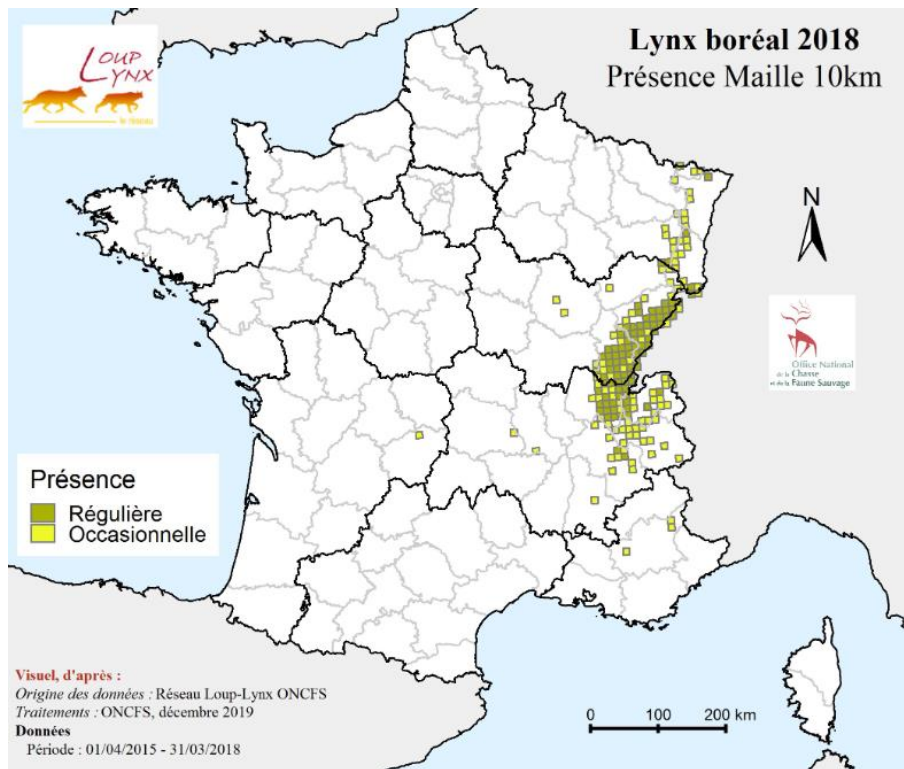 LOUP
LYNX
le réseau
Lynx boréal 2018
Présence Maille 10km
N
Office National
de la Chasse
et de la Faune Sauvage
Présence
Régulière
Occasionnelle
Visuel, d'après :
Origine des données : Réseau Loup-Lynx ONCFS
Traitements : ONCFS, décembre 2019
Données
Période : 01/04/2015 - 31/03/2018
0 100 200 km